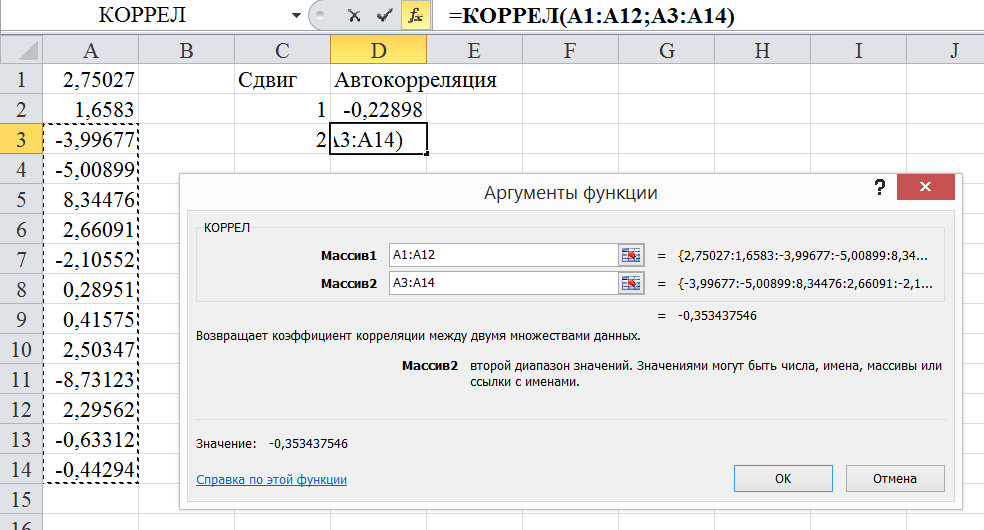 КОРРЕЛ =КОРРЕЛ(A1:A12;A3:A14)
A B C D E F G H I J
1 2,75027 Сдвиг Автокорреляция
2 1,6583 1 -0,22898
3 -3,99677 2 A3:A14)
4 -5,00899
5 8,34476
6 2,66091
7 -2,10552
8 0,28951
9 0,41575
10 2,50347
11 -8,73123
12 2,29562
13 -0,63312
14 -0,44294
15
16
Аргументы функции ?
КОРРЕЛ
Массив1 A1:A12 = {2,75027:1,6583:-3,99677:-5,00899:8,34...
Массив2 A3:A14 = {-3,99677:-5,00899:8,34476:2,66091:-2,1...
= -0,353437546
Возвращает коэффициент корреляции между двумя множествами данных.
Массив2 второй диапазон значений. Значениями могут быть числа, имена, массивы или
ссылки с именами.
Значение: -0,353437546
Справка по этой функции ОК Отмена